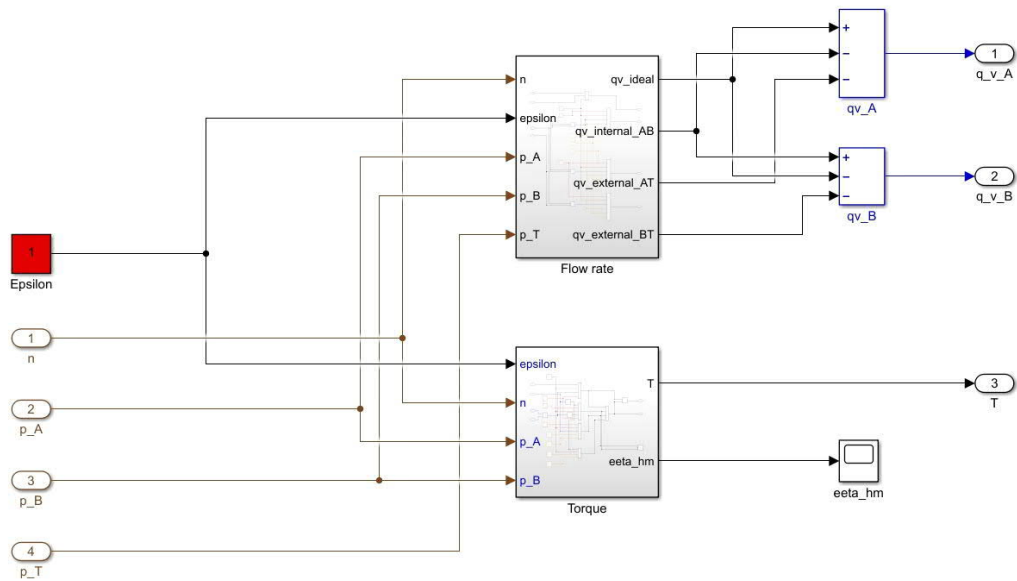 n
epsilon
p_A
p_B
p_T
qv_ideal
qv_internal_AB
qv_external_AT
qv_external_BT
Flow rate
+
−
−
qv_A
+
−
−
qv_B
1
q_v_A
2
q_v_B
1
Epsilon
1
n
2
p_A
3
p_B
4
p_T
epsilon
n
p_A
p_B
T
eeta_hm
Torque
3
T
eeta_hm